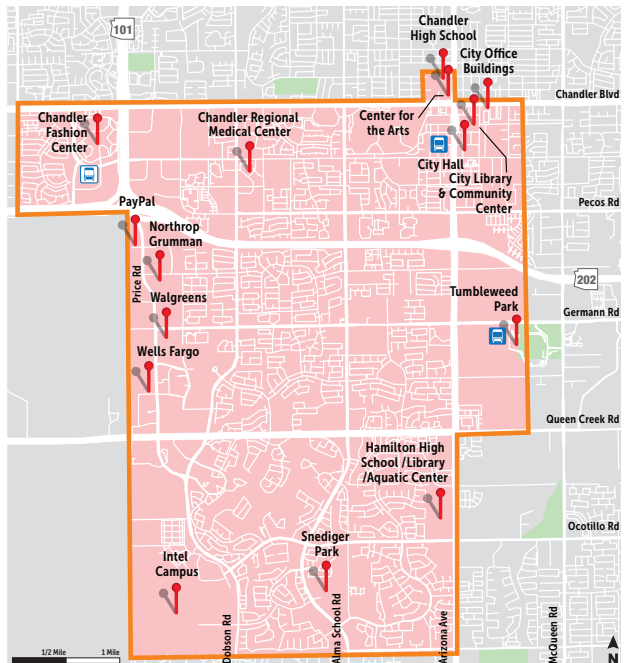 Chandler
High School
101
City Office
Buildings
Chandler Blvd
Chandler
Fashion
Center
Chandler Regional
Medical Center
Center for
the Arts
City Hall
City Library
& Community
Center
PayPal
Pecos Rd
Northrop
Grumman
Price Rd
202
Walgreens
Tumbleweed
Park
Germann Rd
Wells Fargo
Queen Creek Rd
Hamilton High
School /Library
/Aquatic Center
Ocotillo Rd
Snediger
Park
Intel
Campus
Dobson Rd
Alma School Rd
Arizona Ave
McQueen Rd
1/2 Mile
1 Mile
N